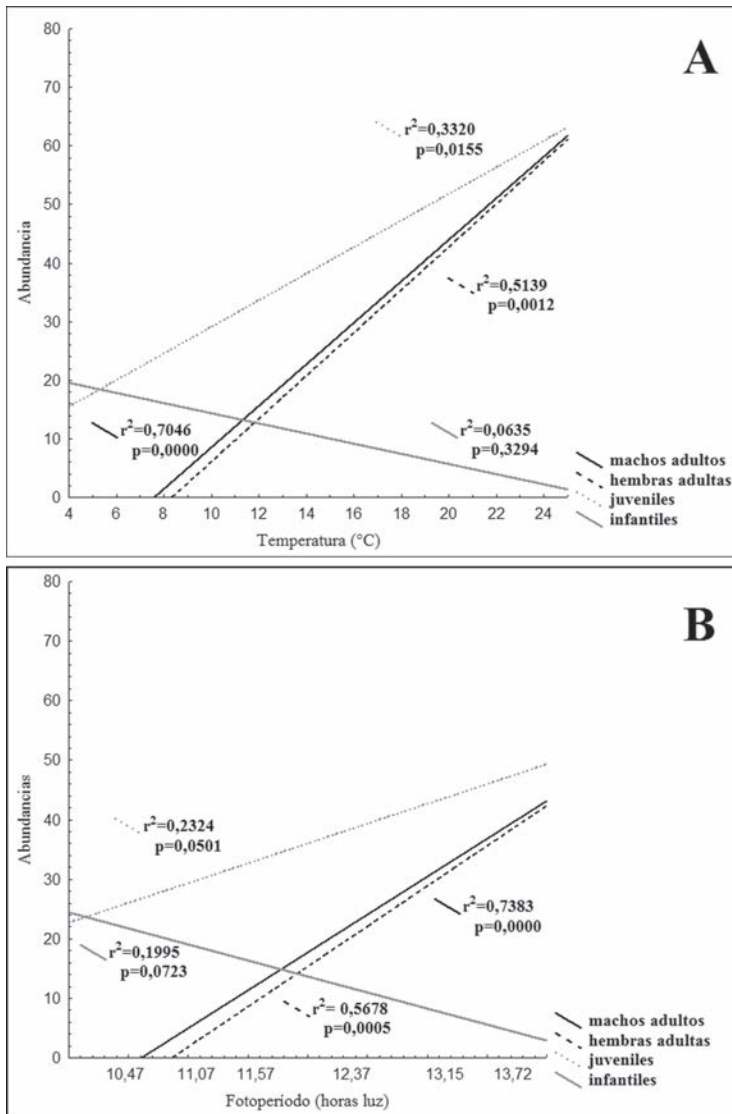 80
A
70
r²=0,3320
p=0,0155
60
50
Abundancia
40
r²=0,5139
p=0,0012
30
20
r²=0,7046
p=0,0000
r²=0,0635
p=0,3294
10
0
4 6 8 10 12 14 16 18 20 22 24
Temperatura (°C)
machos adultos
hembras adultas
juveniles
infantiles
80
B
70
60
50
Abundancias
40
r²=0,2324
p=0,0501
30
r²=0,7383
p=0,0000
20
r²=0,1995
p=0,0723
10
r²= 0,5678
p=0,0005
0
10,47 11,07 11,57 12,37 13,15 13,72
Fotoperíodo (horas luz)
machos adultos
hembras adultas
juveniles
infantiles